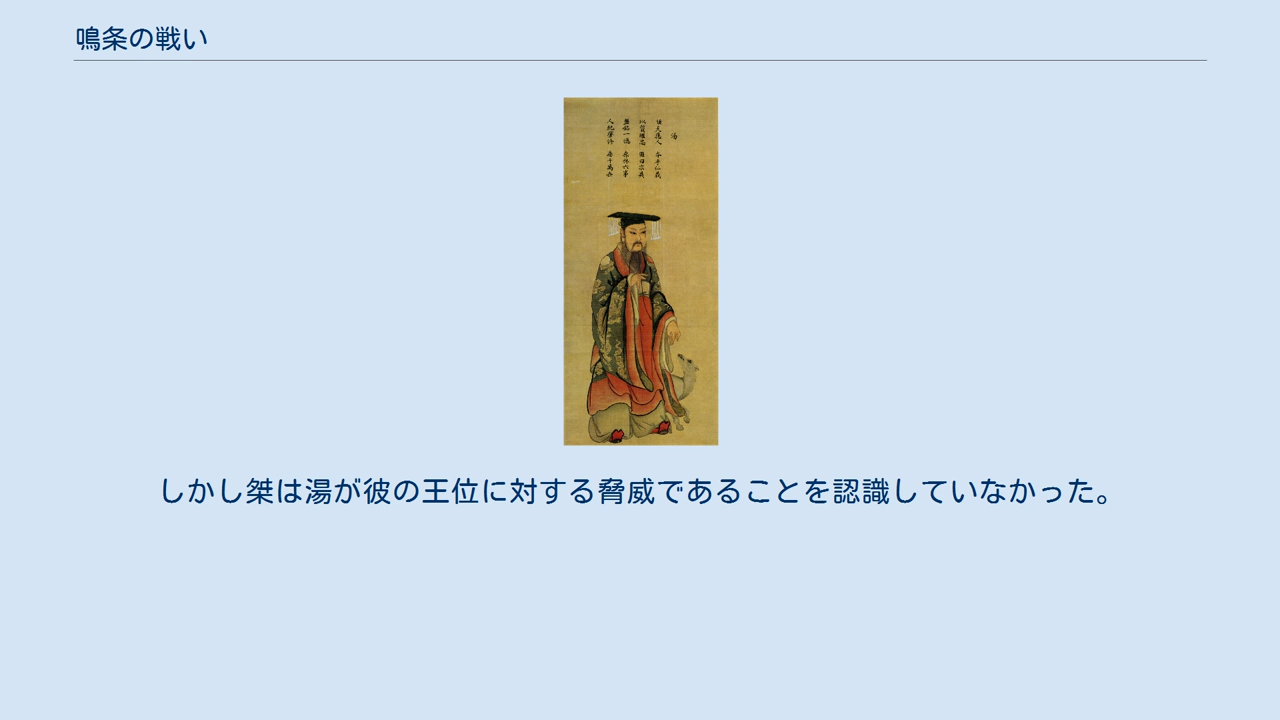 鳴条の戦い
湯
しかし桀は湯が彼の王位に対する脅威であることを認識していなかった。